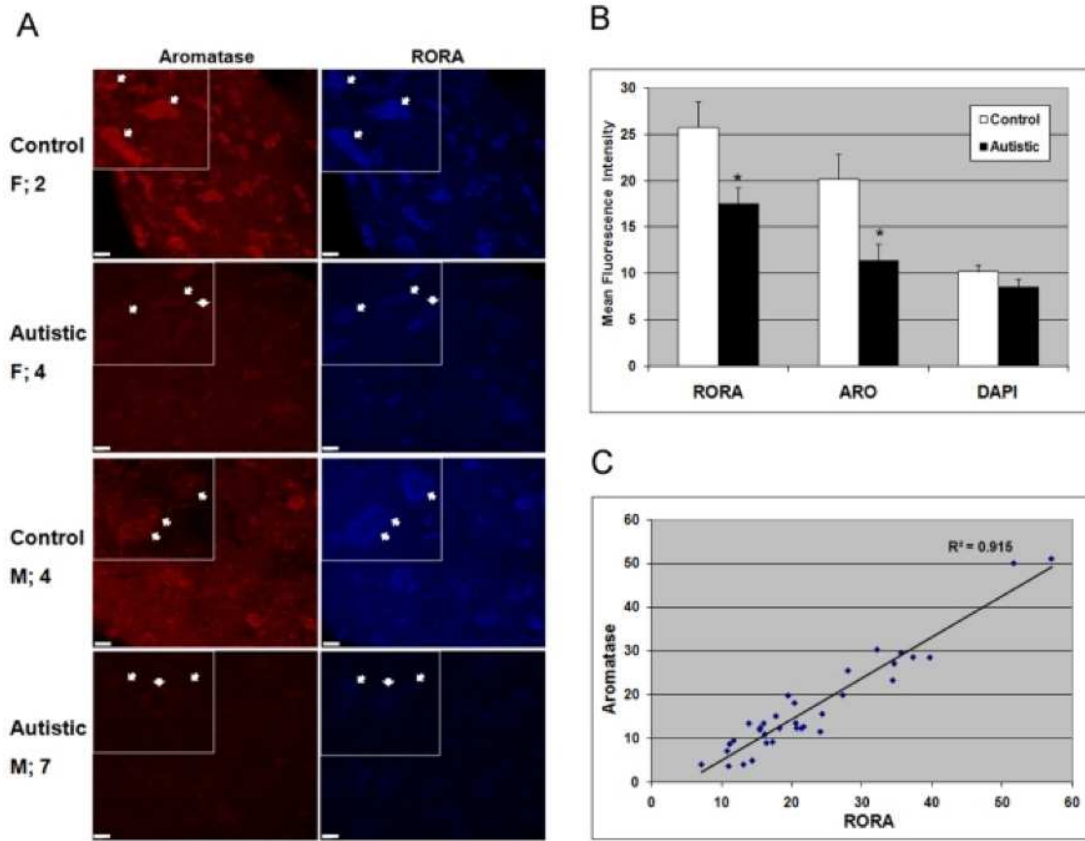 A
Aromatase RORA
Control
F; 2
Autistic
F; 4
Control
M; 4
Autistic
M; 7
B
Mean Fluorescence Intensity
30
25
20
15
10
5
0
Control
Autistic
*
*
RORA ARO DAPI
C
Aromatase
60
50
40
30
20
10
0
R² = 0.915
0 10 20 30 40 50 60
RORA